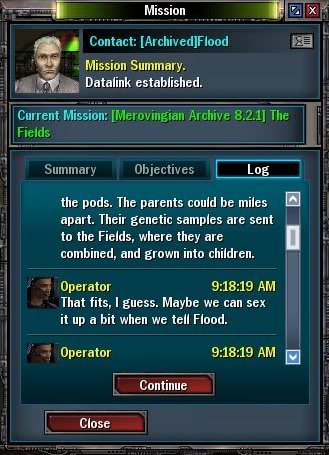 Mission
Contact: [Archived]Flood
Mission Summary.
Datalink established.
Current Mission: [Merovingian Archive 8.2.1] The
Fields
Summary
Objectives
Log
the pods. The parents could be miles
apart. Their genetic samples are sent
to the Fields, where they are
combined, and grown into children.
Operator 9:18:19 AM
That fits, I guess. Maybe we can sex
it up a bit when we tell Flood.
Operator 9:18:19 AM
Continue
Close